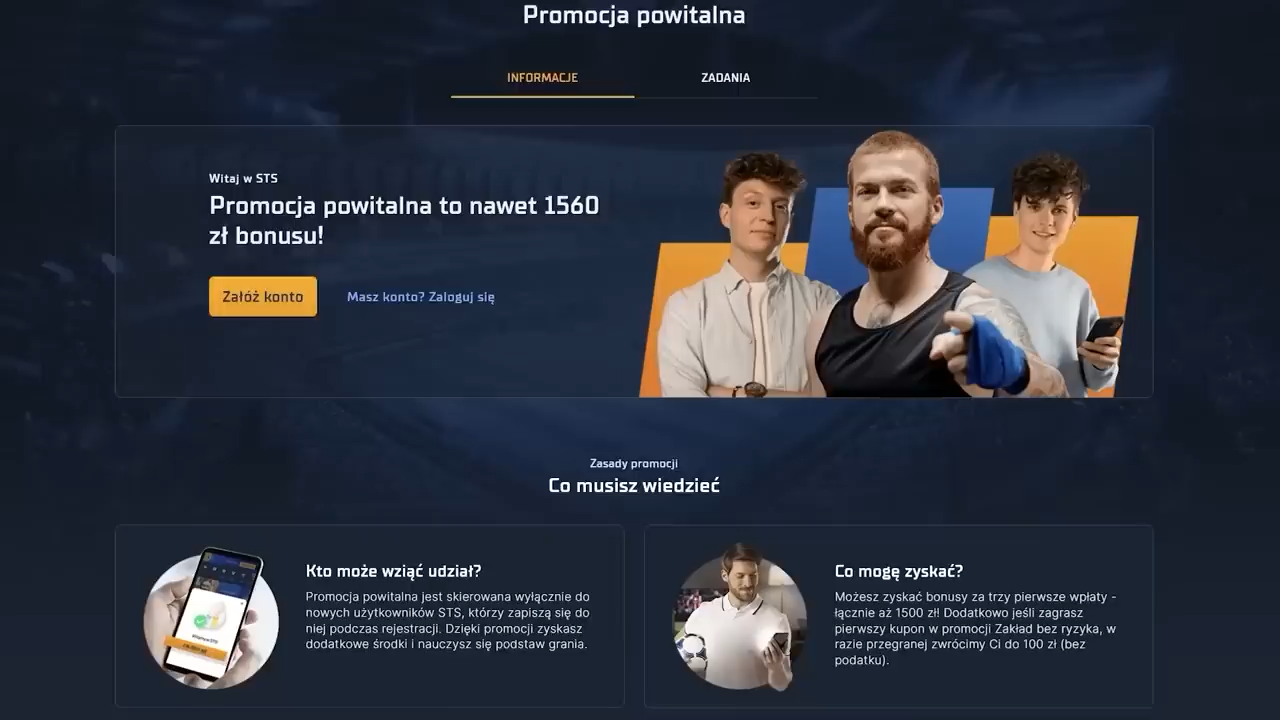 Promocja powitalna
INFORMACJE
ZADANIA
Witaj w STS
Promocja powitalna to nawet 1560
zł bonusu!
Załóż konto
Masz konto? Zaloguj się
Zasady promocji
Co musisz wiedzieć
Kto może wziąć udział?
Promocja powitalna jest skierowana wyłącznie do
nowych użytkowników STS, którzy zapiszą się do
niej podczas rejestracji. Dzięki promocji zyskasz
dodatkowe środki i nauczysz się podstaw grania.
Co mogę zyskać?
Możesz zyskać bonusy za trzy pierwsze wpłaty -
łącznie aż 1500 zł! Dodatkowo jeśli zagrasz
pierwszy kupon w promocji Zakład bez ryzyka, w
razie przegranej zwrócimy Ci do 100 zł (bez
podatku).